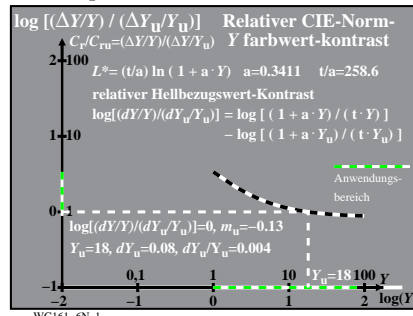 log [(ΔY/Y) / (ΔYu/Yu)] Relativer CIE-Norm-
Cr/Cru=(ΔY/Y)/(ΔY/Yu) Y farbwert-kontrast
2 100
L*= (t/a) ln ( 1 + a · Y) a=0.3411 t/a=258.6
relativer Hellbezugswert-Kontrast
log[(dY/Y)/(dYu/Yu)] = log [ ( 1 + a · Y) / ( t · Y) ]
1 10 − log [ ( 1 + a · Yu) / ( t · Yu) ]
Anwendungs-
bereich
0 1
log[(dY/Y)/(dYu/Yu)]=0, mu=−0.13
Yu=18, dYu=0.08, dYu/Yu=0.004
0,1 1 10 Yu=18 100 Y
−1
−2 −1 0 1 2 log(Y
WG161-6N_1